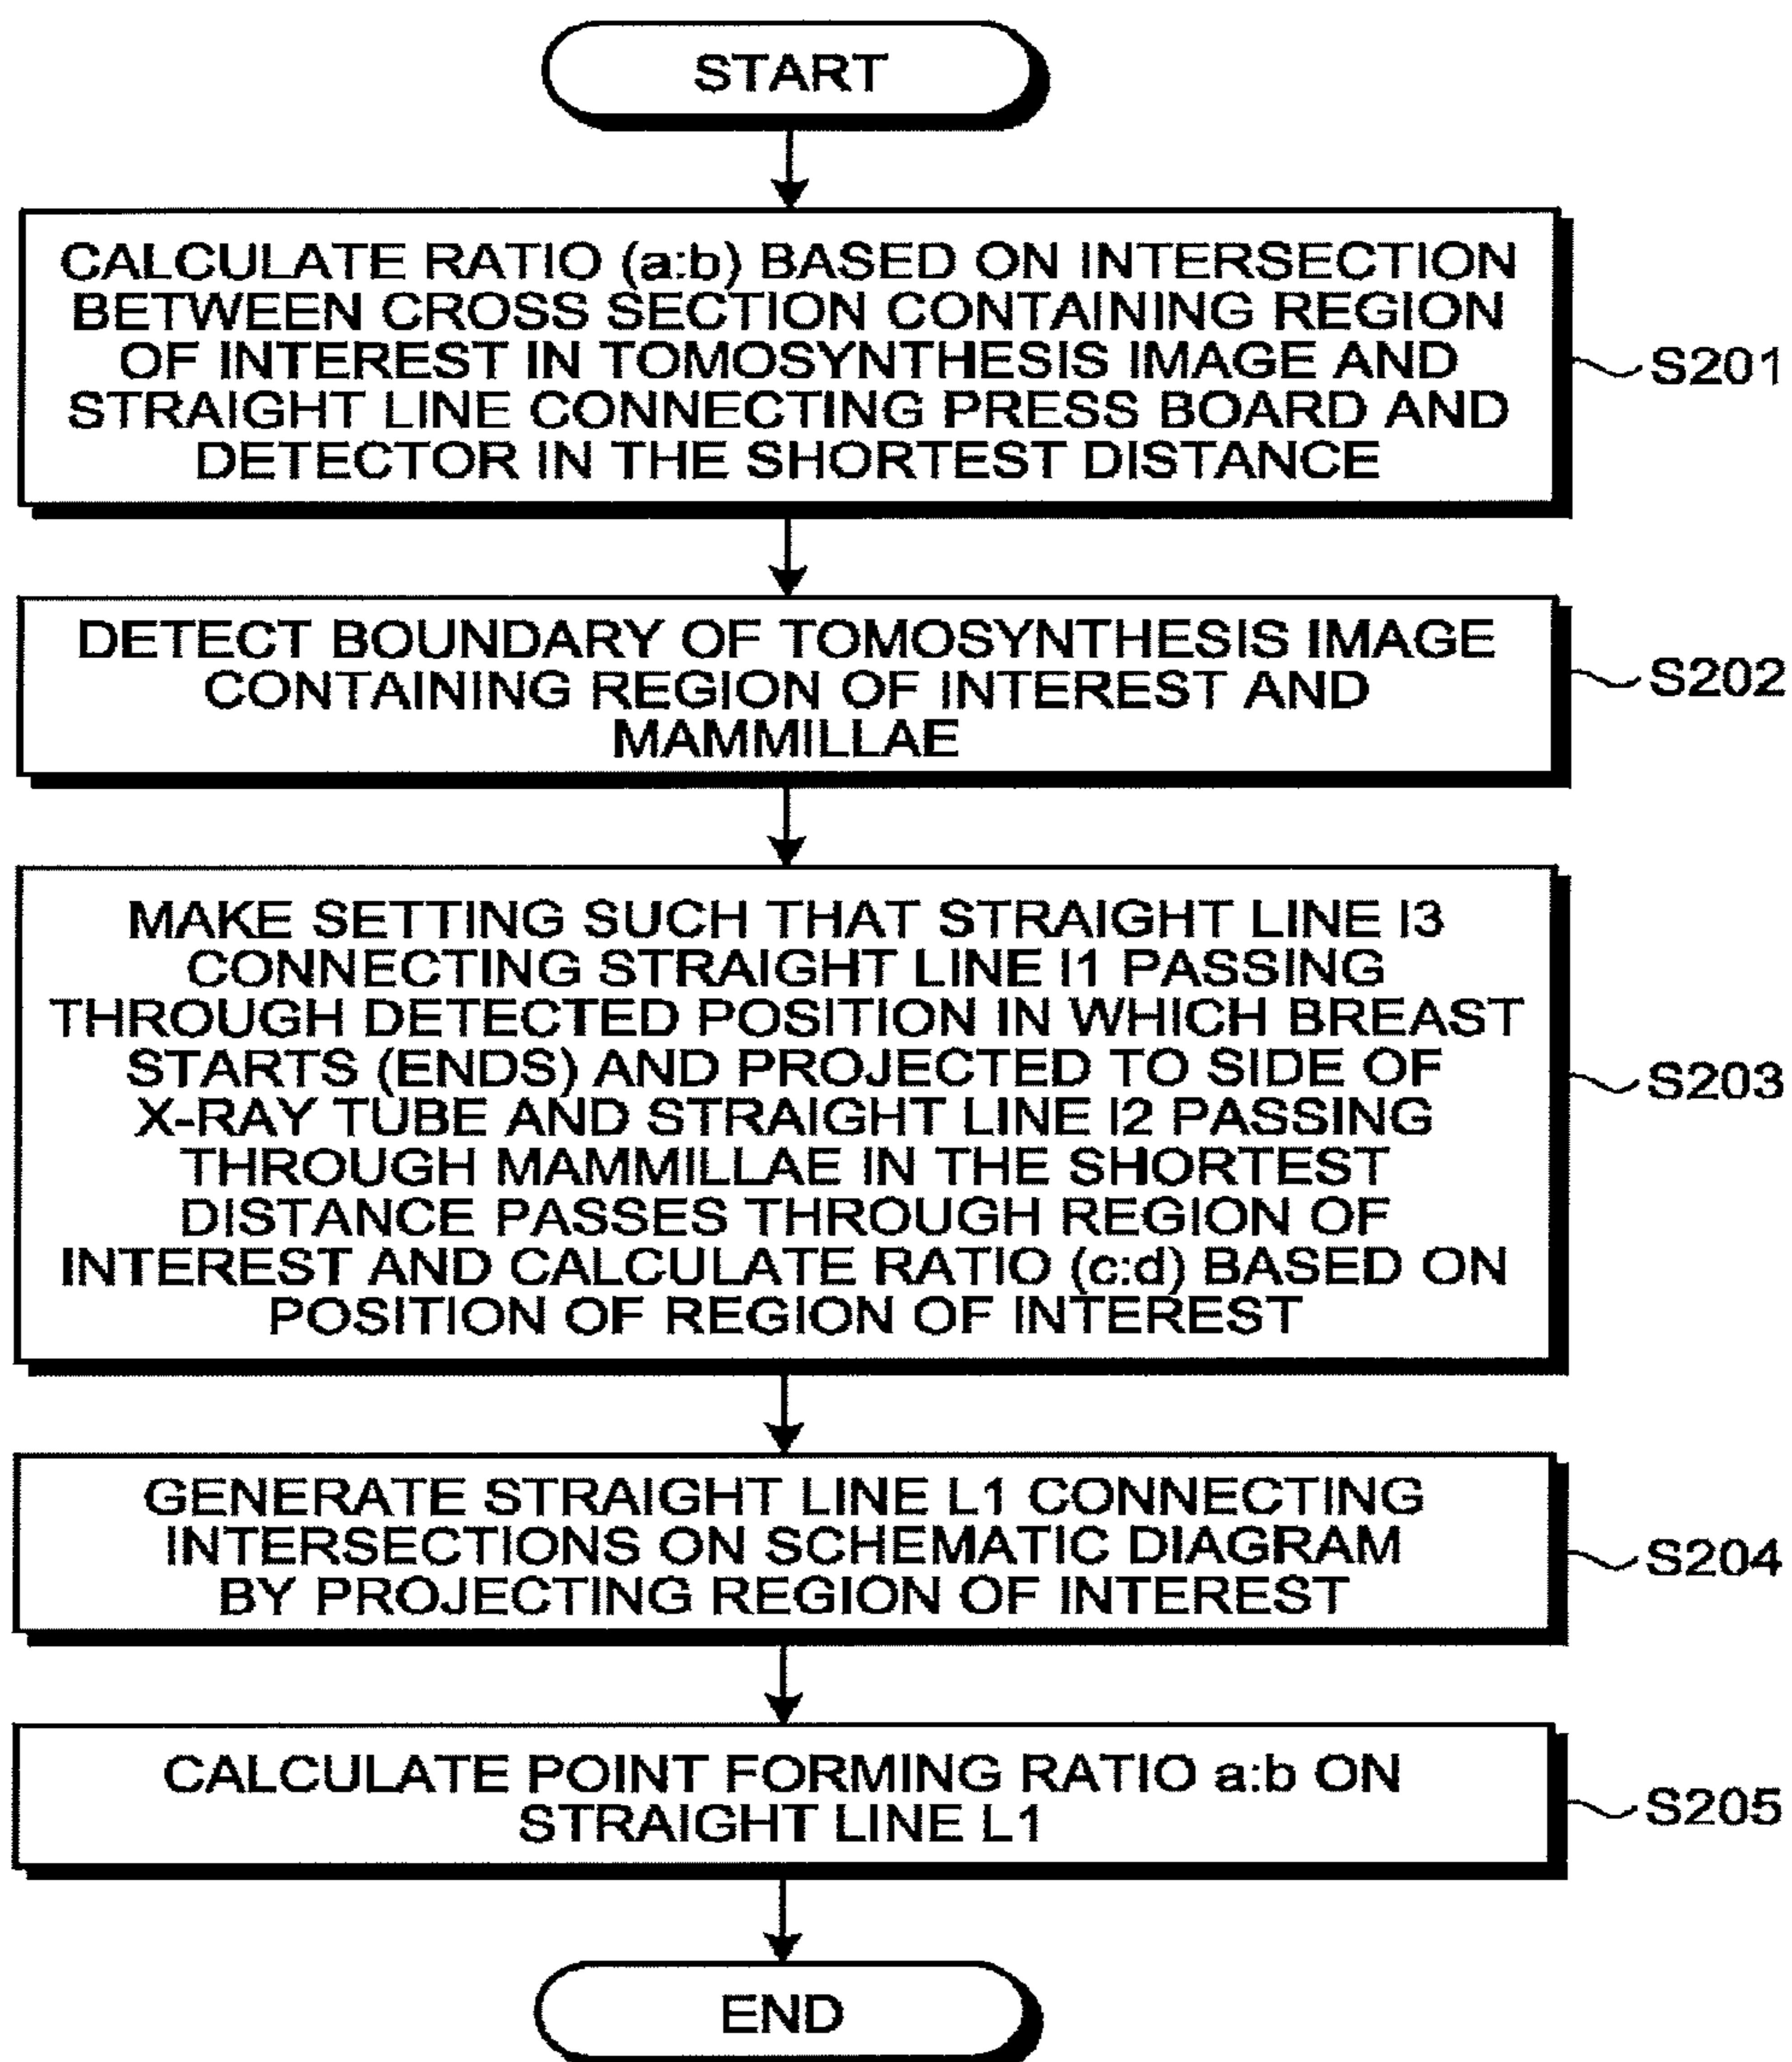 START
CALCULATE RATIO (a:b) BASED ON INTERSECTION
BETWEEN CROSS SECTION CONTAINING REGION
OF INTEREST IN TOMOSYNTHESIS IMAGE AND
STRAIGHT LINE CONNECTING PRESS BOARD AND
DETECTOR IN THE SHORTEST DISTANCE
S201
DETECT BOUNDARY OF TOMOSYNTHESIS IMAGE
CONTAINING REGION OF INTEREST AND
MAMMILLAE
S202
MAKE SETTING SUCH THAT STRAIGHT LINE l3
CONNECTING STRAIGHT LINE l1 PASSING
THROUGH DETECTED POSITION IN WHICH BREAST
STARTS (ENDS) AND PROJECTED TO SIDE OF
X-RAY TUBE AND STRAIGHT LINE l2 PASSING
THROUGH MAMMILLAE IN THE SHORTEST
DISTANCE PASSES THROUGH REGION OF
INTEREST AND CALCULATE RATIO (c:d) BASED ON
POSITION OF REGION OF INTEREST
S203
GENERATE STRAIGHT LINE L1 CONNECTING
INTERSECTIONS ON SCHEMATIC DIAGRAM
BY PROJECTING REGION OF INTEREST
S204
CALCULATE POINT FORMING RATIO a:b ON
STRAIGHT LINE L1
S205
END